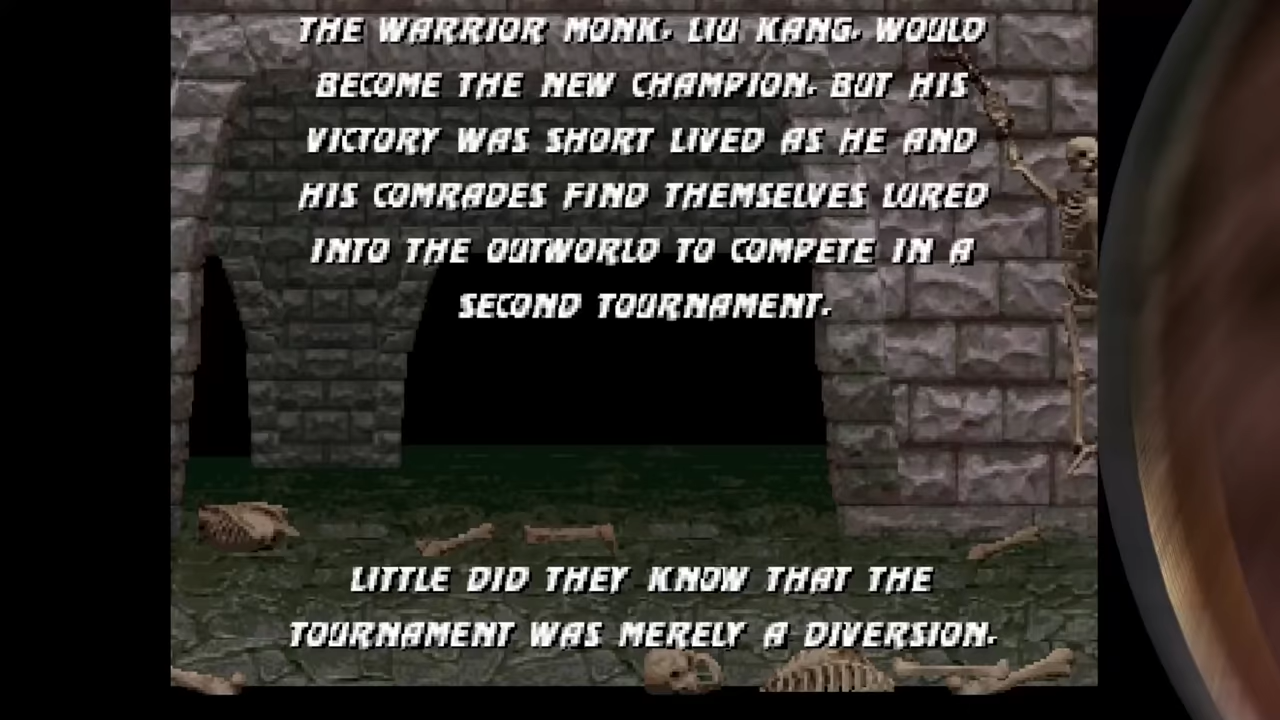 THE WARRIOR MONK, LIU KANG, WOULD
BECOME THE NEW CHAMPION. BUT HIS
VICTORY WAS SHORT LIVED AS HE AND
HIS COMRADES FIND THEMSELVES LURED
INTO THE OUTWORLD TO COMPETE IN A
SECOND TOURNAMENT.
LITTLE DID THEY KNOW THAT THE
TOURNAMENT WAS MERELY A DIVERSION.